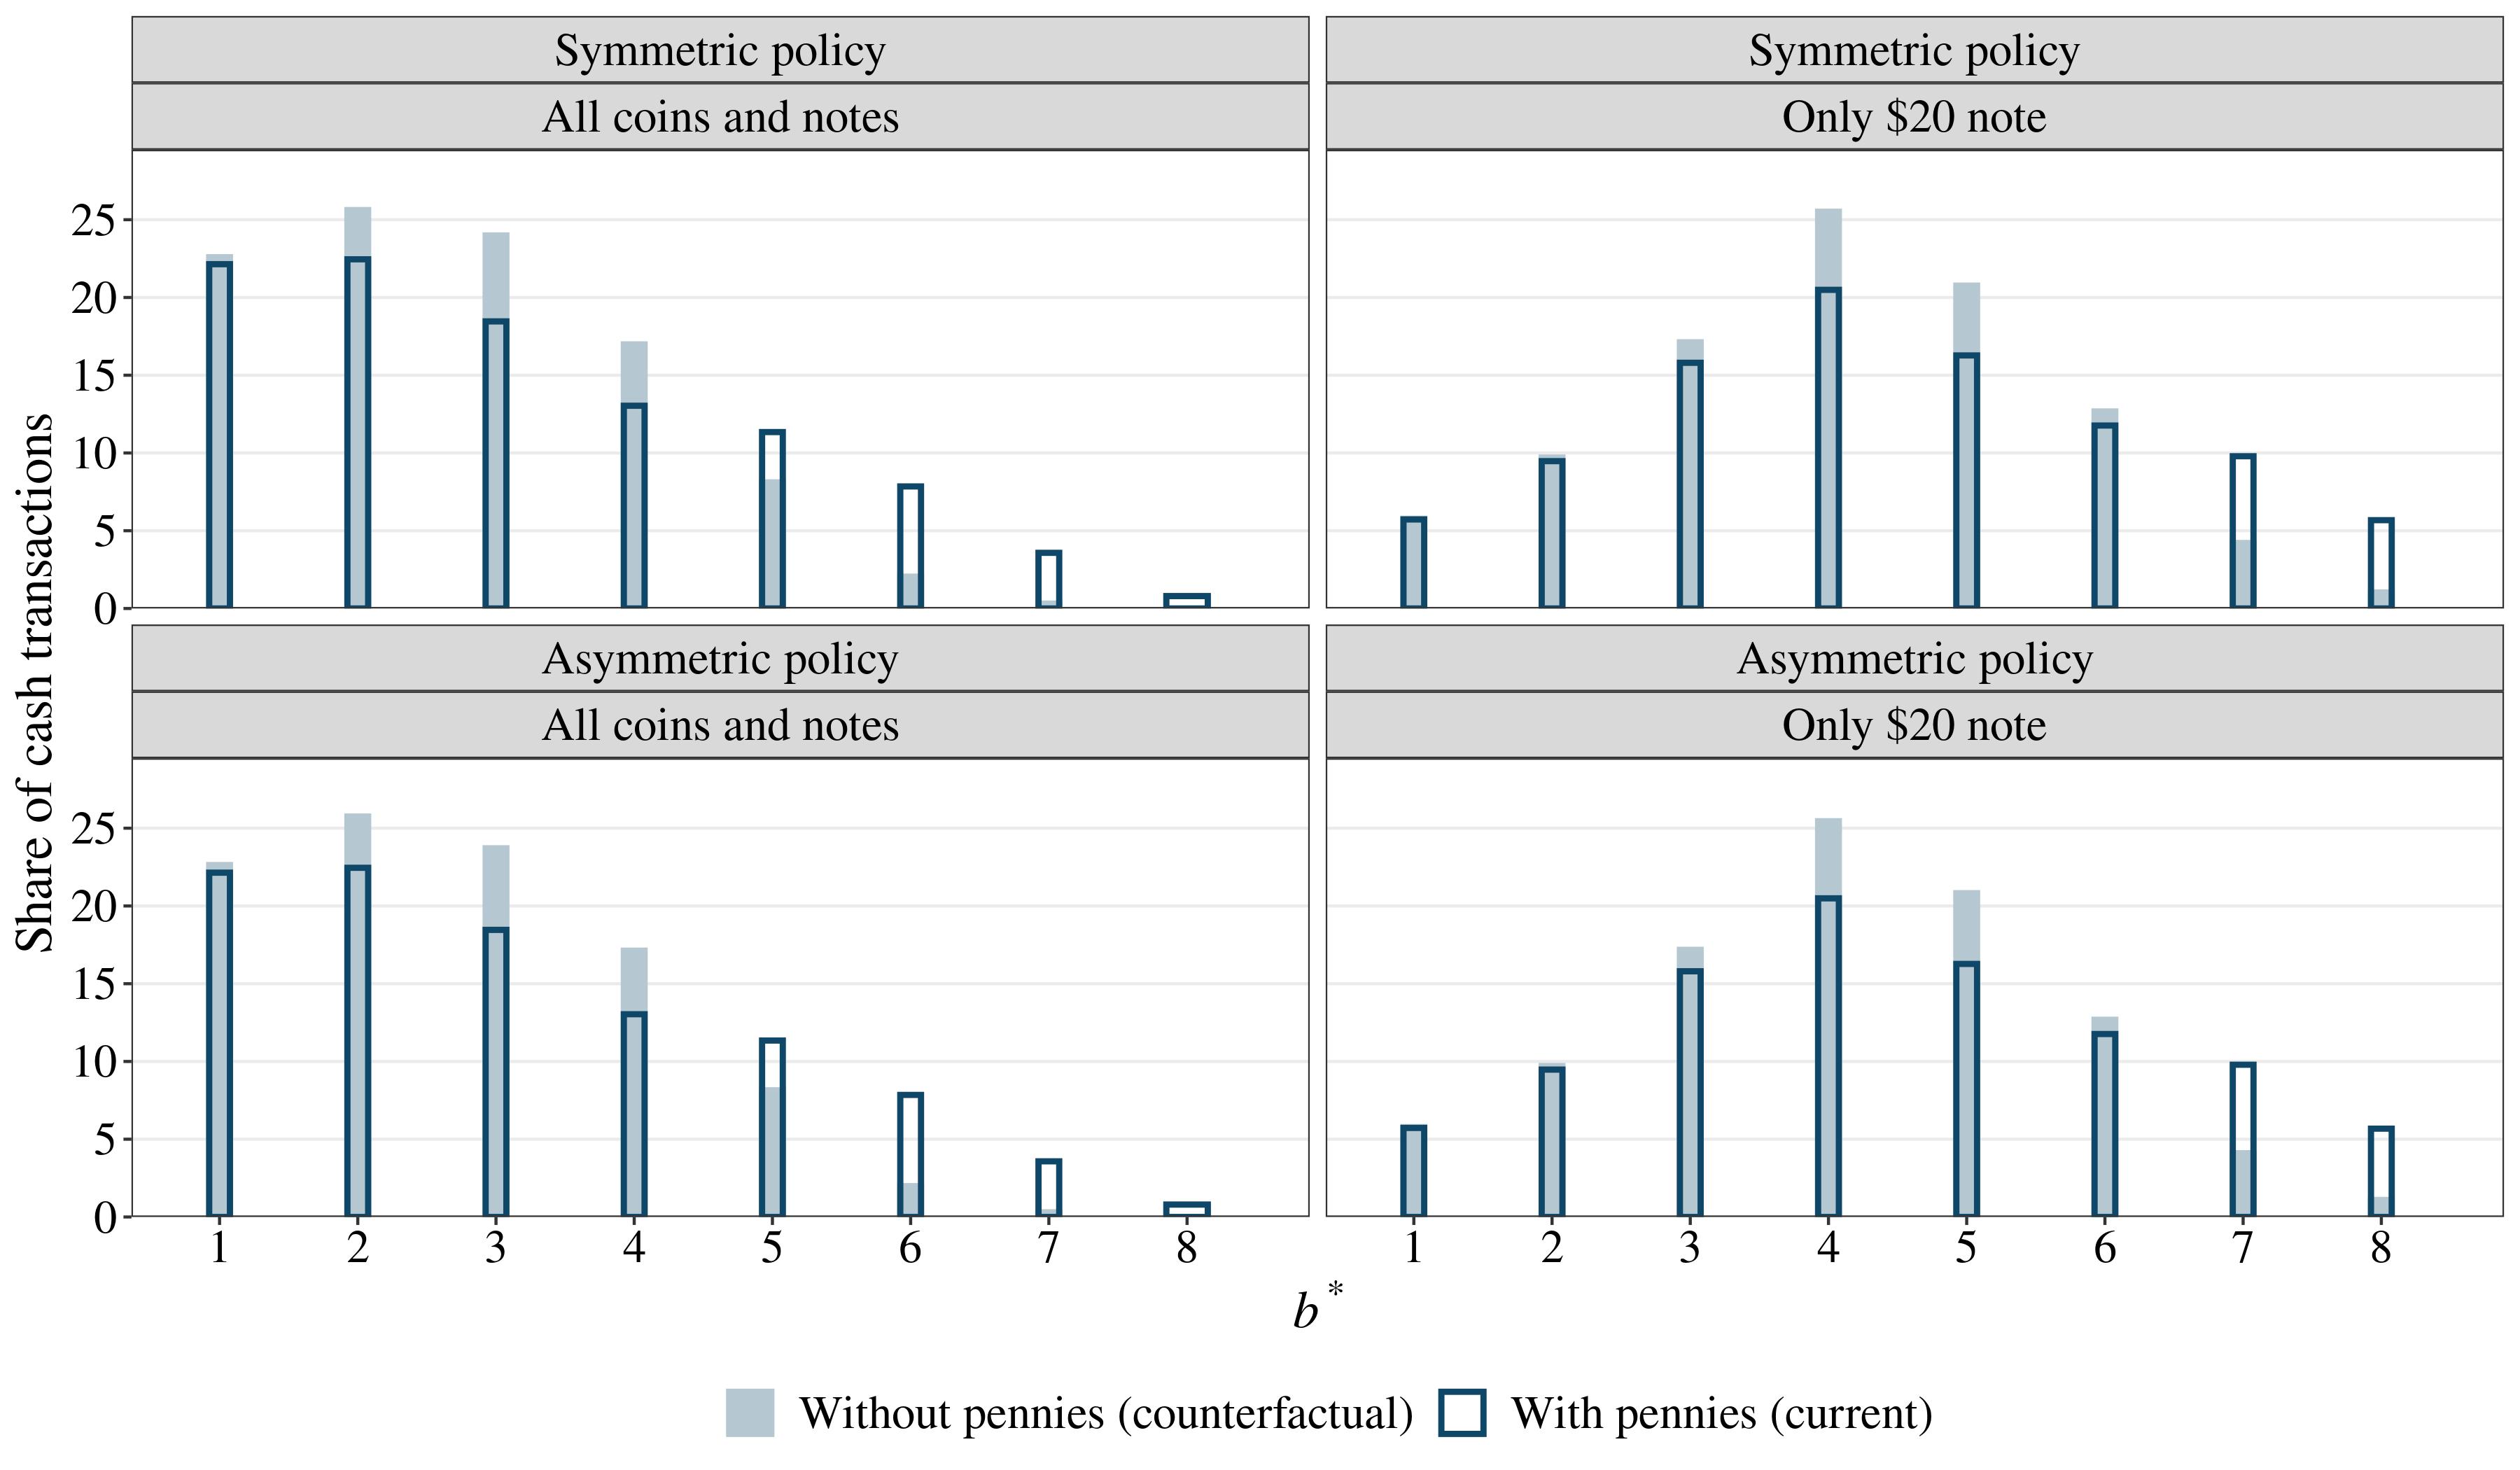 Symmetric policy
All coins and notes
Symmetric policy
Only $20 note
25
20
15
10
5
0
Asymmetric policy
All coins and notes
Asymmetric policy
Only $20 note
25
20
15
10
5
0
Share of cash transactions
1 2 3 4 5 6 7 8
1 2 3 4 5 6 7 8
b *
Without pennies (counterfactual)
With pennies (current)